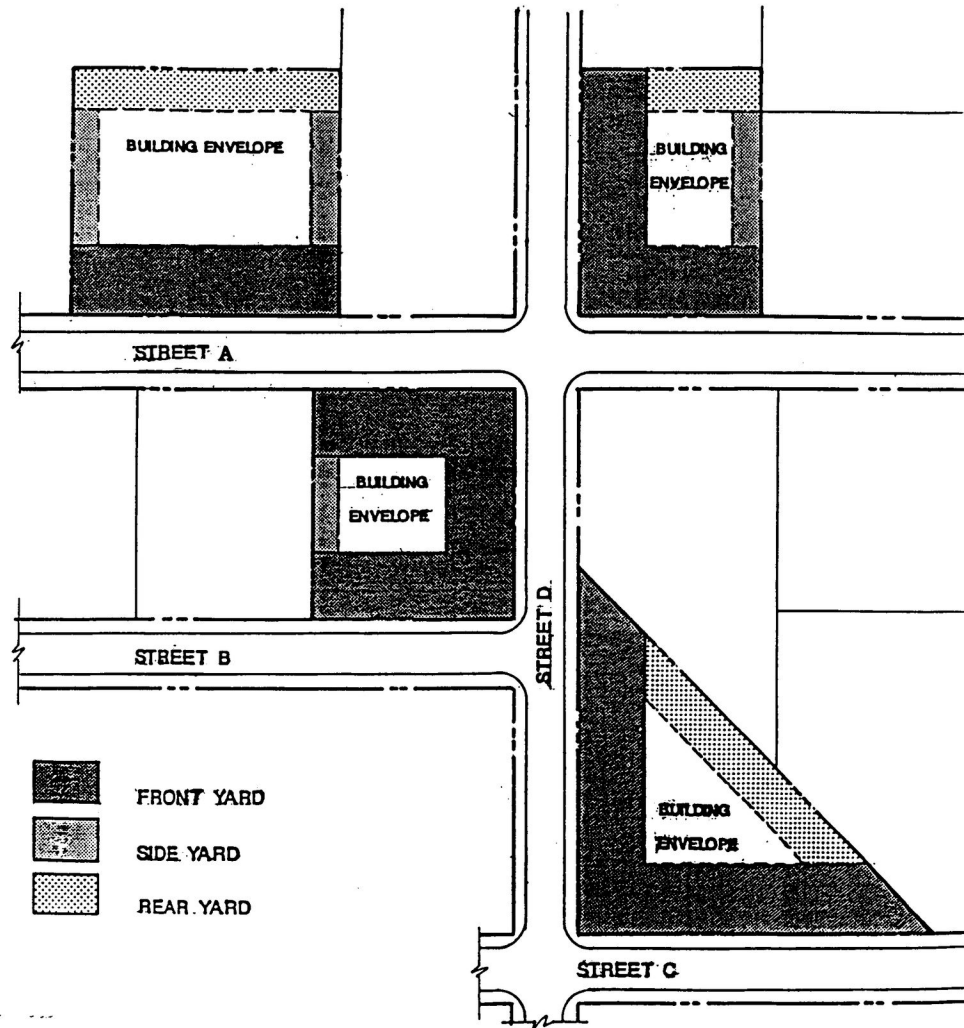 BUILDING ENVELOPE
BUILDING
ENVELOPE
STREET A
BUILDING
ENVELOPE
STREET D
STREET B
FRONT YARD
SIDE YARD
REAR YARD
BUILDING
ENVELOPE
STREET C